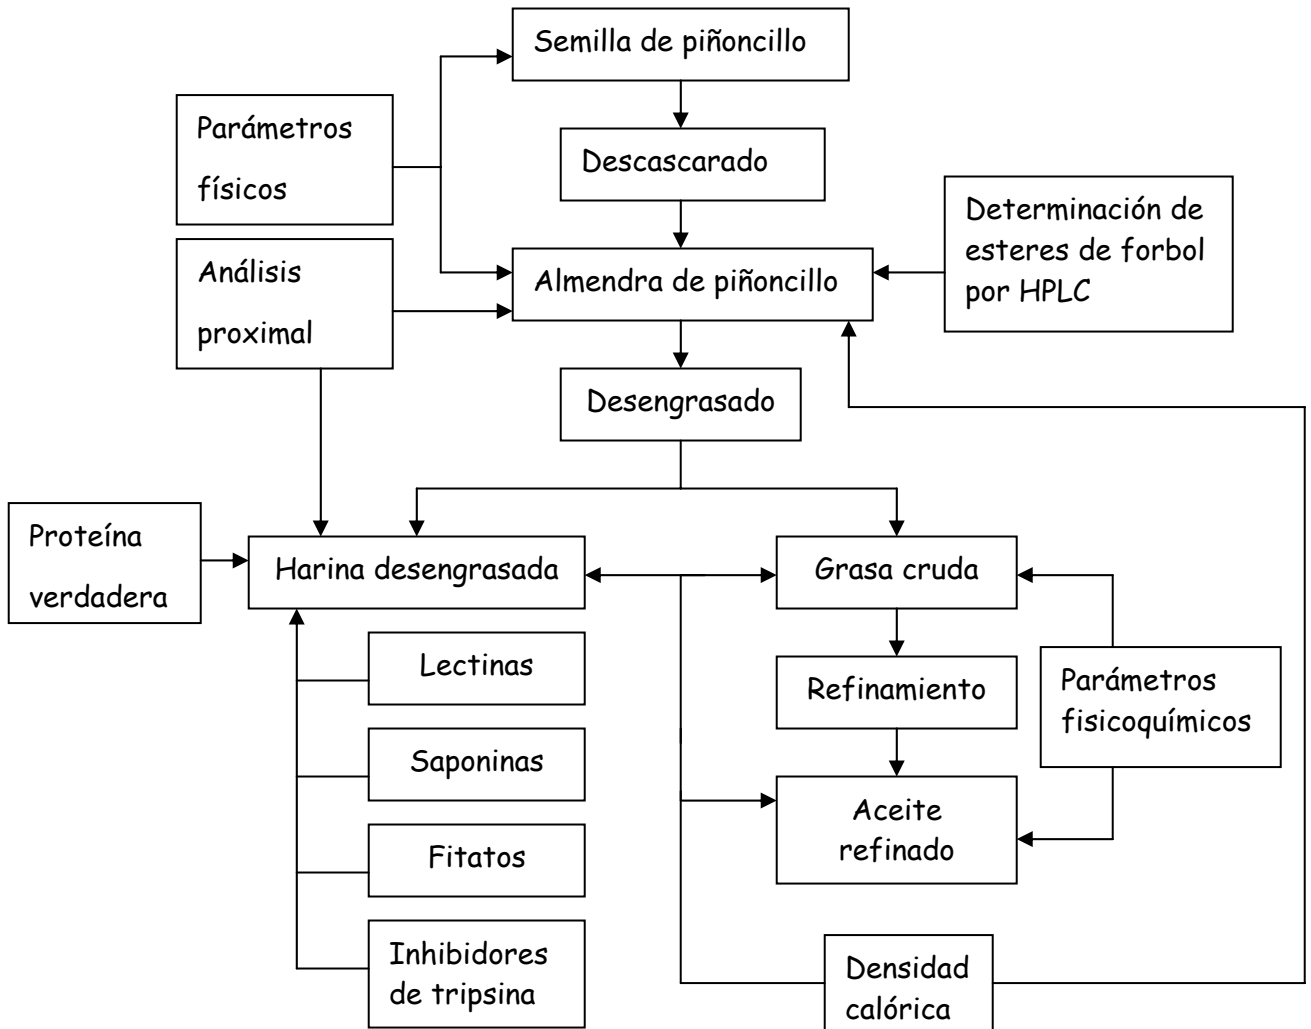 Semilla de piñoncillo
Parámetros
físicos
Descascarado
Determinación de
esteres de forbol
por HPLC
Análisis
proximal
Almendra de piñoncillo
Desengrasado
Proteína
verdadera
Harina desengrasada
Grasa cruda
Lectinas
Refinamiento
Parámetros
fisicoquímicos
Saponinas
Aceite
refinado
Fitatos
Inhibidores
de tripsina
Densidad
calórica